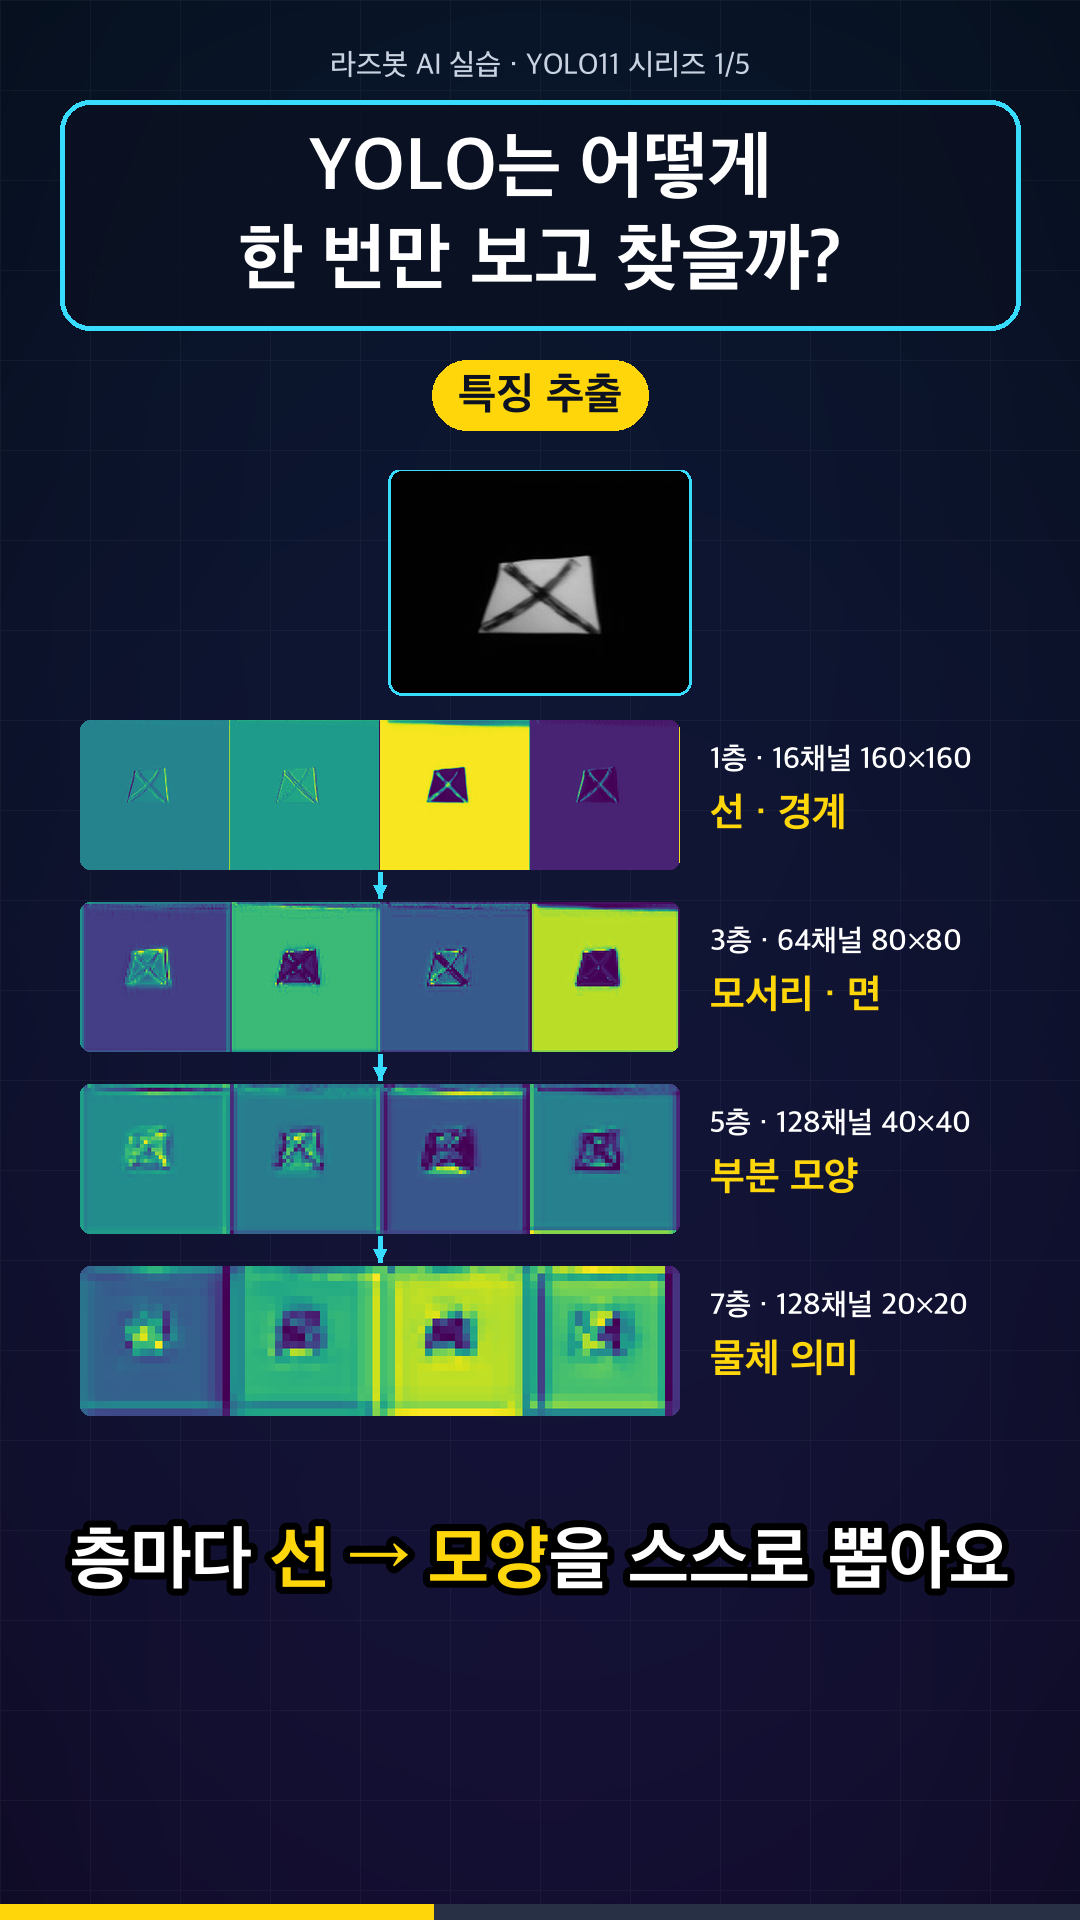 라즈봇 AI 실습 · YOLO11 시리즈 1/5
YOLO는 어떻게
한 번만 보고 찾을까?
특징 추출
1층 · 16채널 160×160
선 · 경계
3층 · 64채널 80×80
모서리 · 면
5층 · 128채널 40×40
부분 모양
7층 · 128채널 20×20
물체 의미
층마다 선 → 모양을 스스로 뽑아요